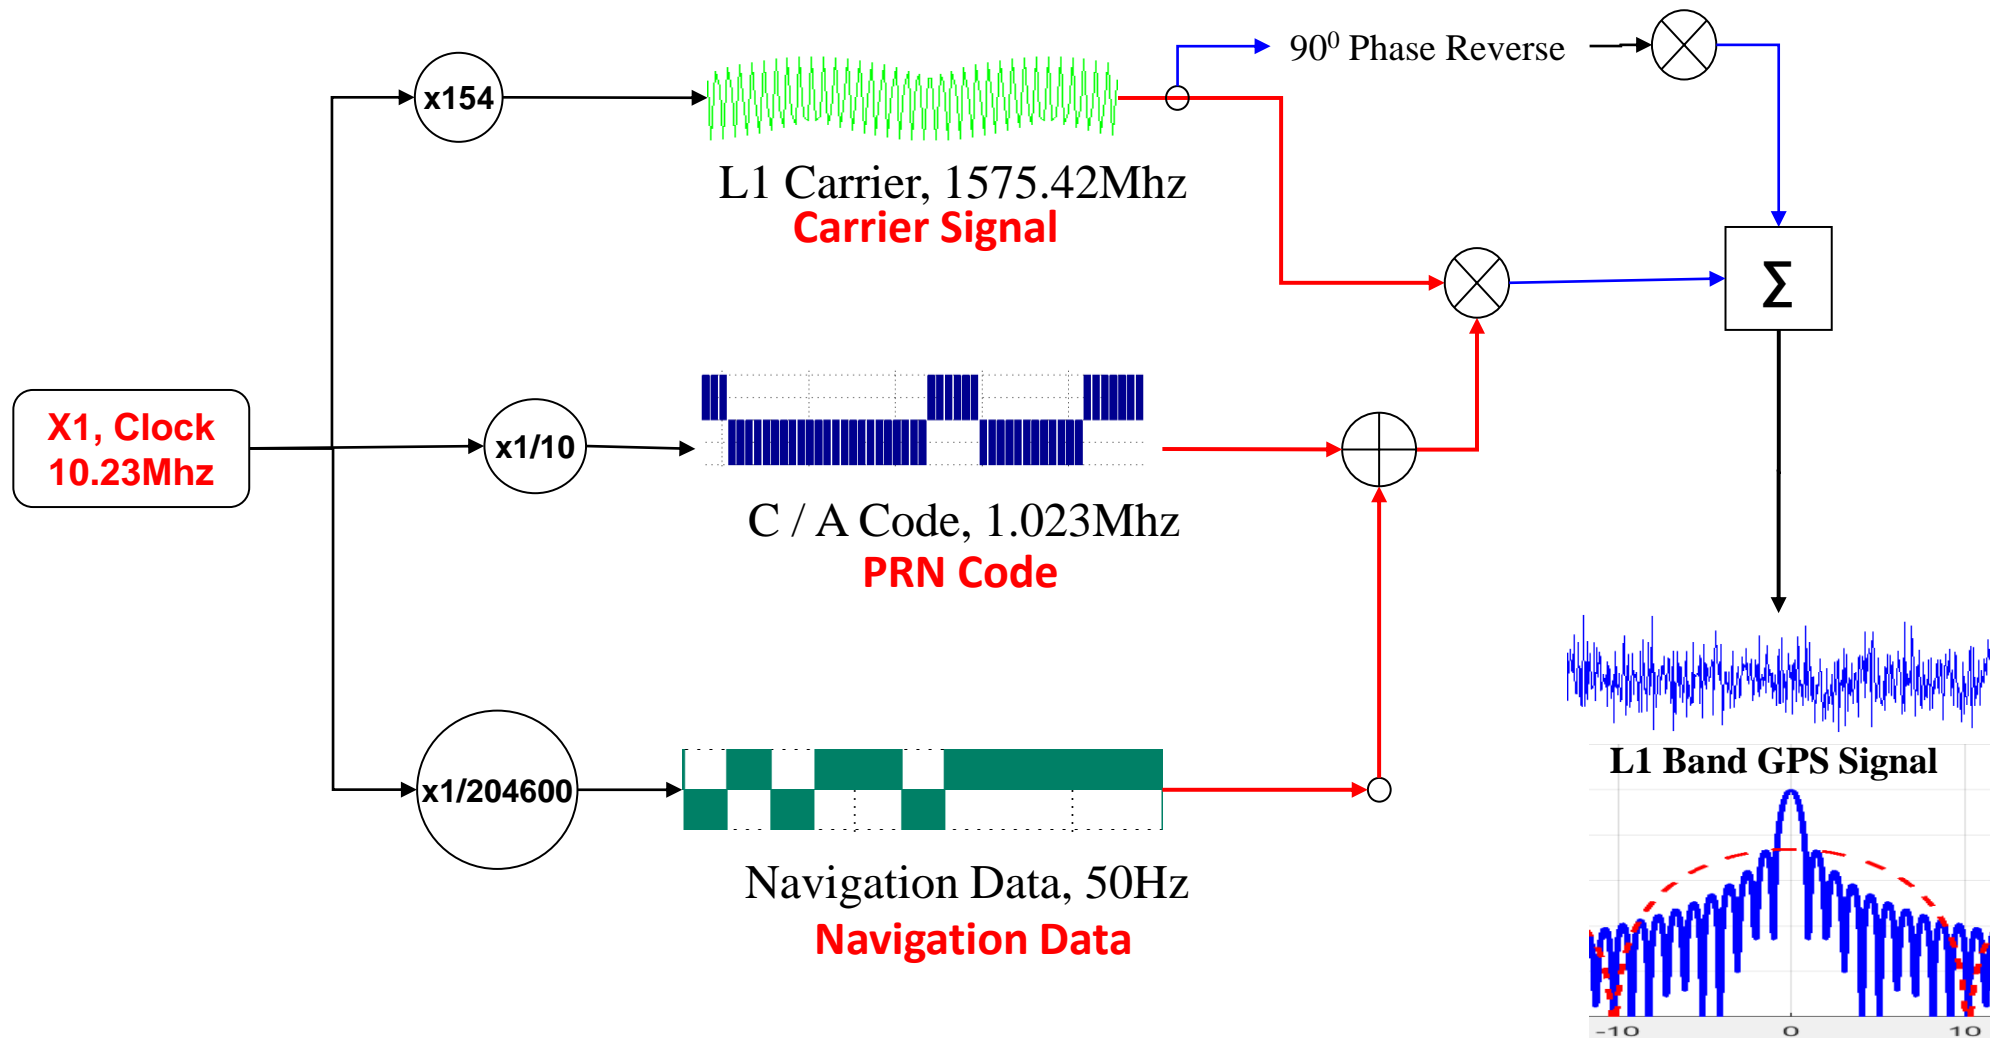 90⁰ Phase Reverse
x154
L1 Carrier, 1575.42Mhz
Carrier Signal
Σ
X1, Clock
10.23Mhz
x1/10
C / A Code, 1.023Mhz
PRN Code
x1/204600
Navigation Data, 50Hz
Navigation Data
L1 Band GPS Signal
-10 0 10